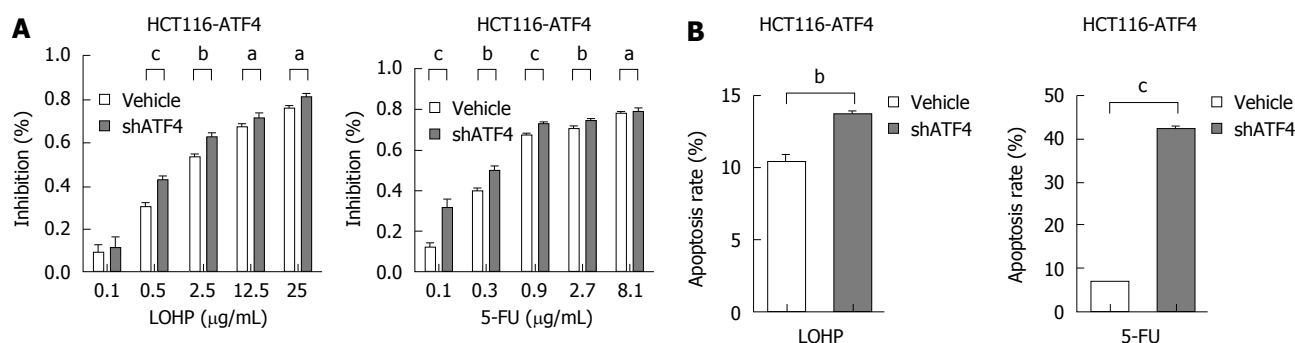 A
HCT116-ATF4
1.0
0.8
0.6
0.4
0.2
0.0
Inhibition (%)
c
b
a
a
Vehicle
shATF4
0.1 0.5 2.5 12.5 25
LOHP (μg/mL)
HCT116-ATF4
1.0
0.8
0.6
0.4
0.2
0.0
Inhibition (%)
c
b
c
b
a
Vehicle
shATF4
0.1 0.3 0.9 2.7 8.1
5-FU (μg/mL)
B
HCT116-ATF4
15
10
15
0
Apoptosis rate (%)
b
Vehicle
shATF4
LOHP
HCT116-ATF4
50
40
30
20
10
0
Apoptosis rate (%)
c
Vehicle
shATF4
5-FU